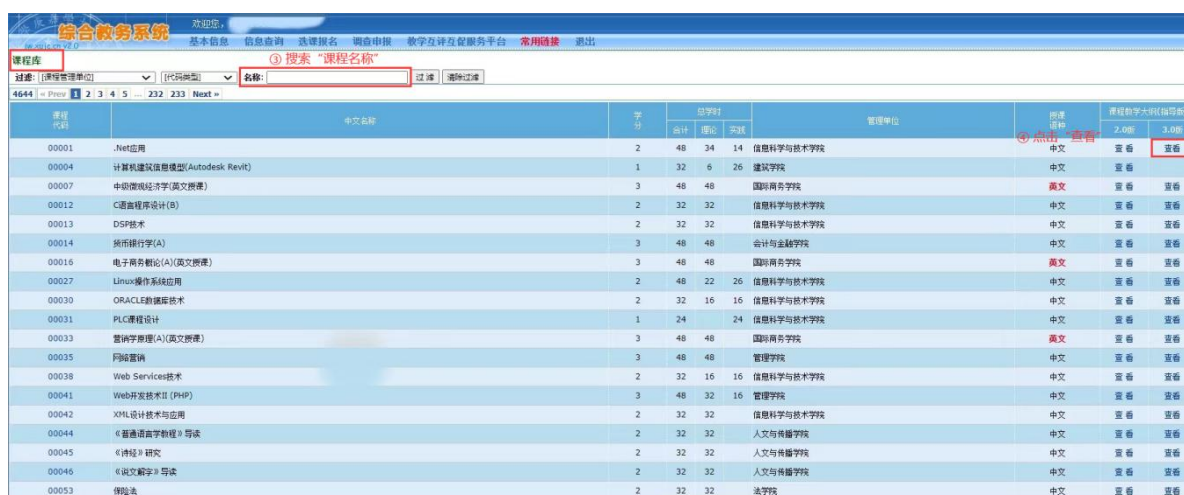 综合教务系统
欢迎您,
基本信息 信息查询 选课报名 调查申报 教学互评互促服务平台 常用链接 退出
课程库
③ 搜索“课程名称”
过滤: [课程管理单位] [代码类型] 名称: 过滤 清除过滤
4644 « Prev 1 2 3 4 5 ... 232 233 Next »
课程代码 中文名称 学分 总学时 管理单位 授课语种 课程教学大纲(指导
合计 理论 实践 2.0版 3.0版
④ 点击“查看”
00001 .Net应用 2 48 34 14 信息科学与技术学院 中文 查看 查看
00004 计算机建筑信息模型(Autodesk Revit) 1 32 6 26 建筑学院 中文 查看
00007 中级微观经济学(英文授课) 3 48 48 国际商务学院 英文 查看 查看
00012 C语言程序设计(B) 2 32 32 信息科学与技术学院 中文 查看 查看
00013 DSP技术 2 32 32 信息科学与技术学院 中文 查看 查看
00014 货币银行学(A) 3 48 48 会计与金融学院 中文 查看 查看
00016 电子商务概论(A)(英文授课) 3 48 48 国际商务学院 英文 查看 查看
00027 Linux操作系统应用 2 48 22 26 信息科学与技术学院 中文 查看 查看
00030 ORACLE数据库技术 2 32 16 16 信息科学与技术学院 中文 查看 查看
00031 PLC课程设计 1 24 24 信息科学与技术学院 中文 查看 查看
00033 营销学原理(A)(英文授课) 3 48 48 国际商务学院 英文 查看 查看
00035 网络营销 3 48 48 管理学院 中文 查看 查看
00038 Web Services技术 2 32 16 16 信息科学与技术学院 中文 查看 查看
00041 Web开发技术II (PHP) 3 48 32 16 管理学院 中文 查看 查看
00042 XML设计技术与应用 2 32 32 信息科学与技术学院 中文 查看 查看
00044 《普通语言学教程》导读 2 32 32 人文与传播学院 中文 查看 查看
00045 《诗经》研究 2 32 32 人文与传播学院 中文 查看 查看
00046 《说文解字》导读 2 32 32 人文与传播学院 中文 查看 查看
00053 保险法 2 32 32 法学院 中文 查看 查看